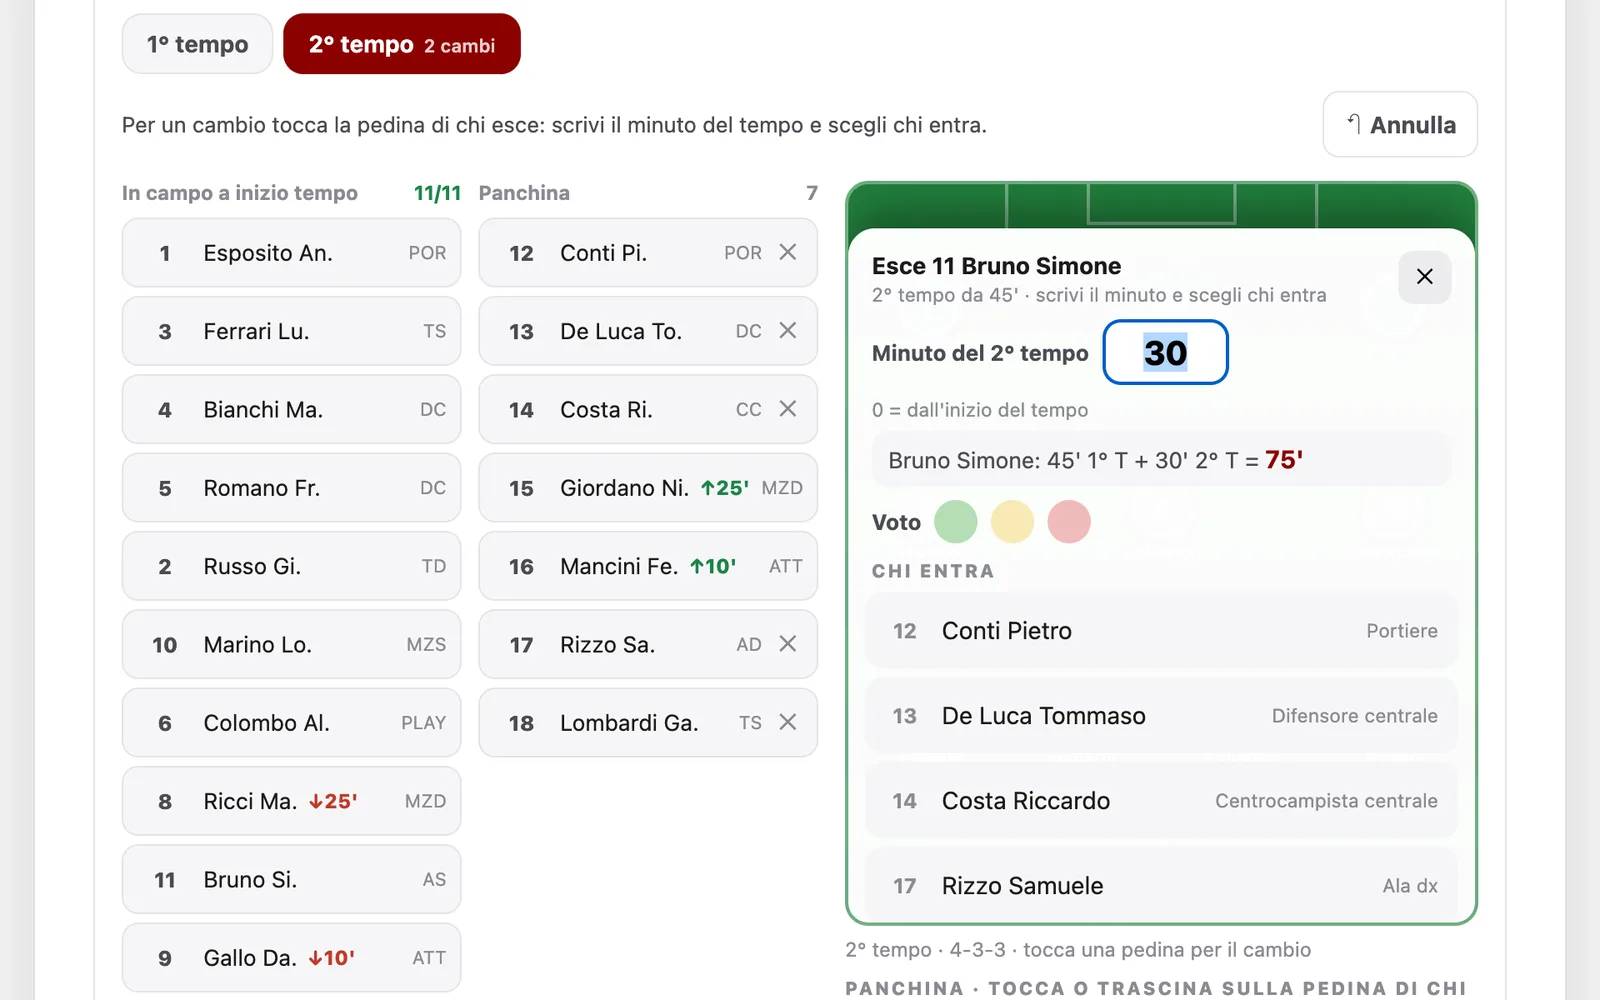 1° tempo
2° tempo 2 cambi
Per un cambio tocca la pedina di chi esce: scrivi il minuto del tempo e scegli chi entra.
Annulla
In campo a inizio tempo 11/11
1 Esposito An. POR
3 Ferrari Lu. TS
4 Bianchi Ma. DC
5 Romano Fr. DC
2 Russo Gi. TD
10 Marino Lo. MZS
6 Colombo Al. PLAY
8 Ricci Ma. ↓25' MZD
11 Bruno Si. AS
9 Gallo Da. ↓10' ATT
Panchina 7
12 Conti Pi. POR ×
13 De Luca To. DC ×
14 Costa Ri. CC ×
15 Giordano Ni. ↑25' MZD
16 Mancini Fe. ↑10' ATT
17 Rizzo Sa. AD ×
18 Lombardi Ga. TS ×
Esce 11 Bruno Simone ×
2° tempo da 45' · scrivi il minuto e scegli chi entra
Minuto del 2° tempo 30
0 = dall'inizio del tempo
Bruno Simone: 45' 1° T + 30' 2° T = 75'
Voto
CHI ENTRA
12 Conti Pietro Portiere
13 De Luca Tommaso Difensore centrale
14 Costa Riccardo Centrocampista centrale
17 Rizzo Samuele Ala dx
2° tempo · 4-3-3 · tocca una pedina per il cambio
PANCHINA · TOCCA O TRASCINA SULLA PEDINA DI CHI